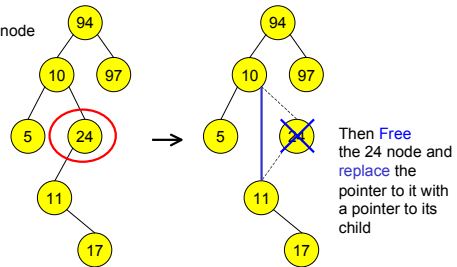 node
94
10
97
5
24
11
17
94
10
97
5
24
11
17
Then Free
the 24 node and
replace the
pointer to it with
a pointer to its
child